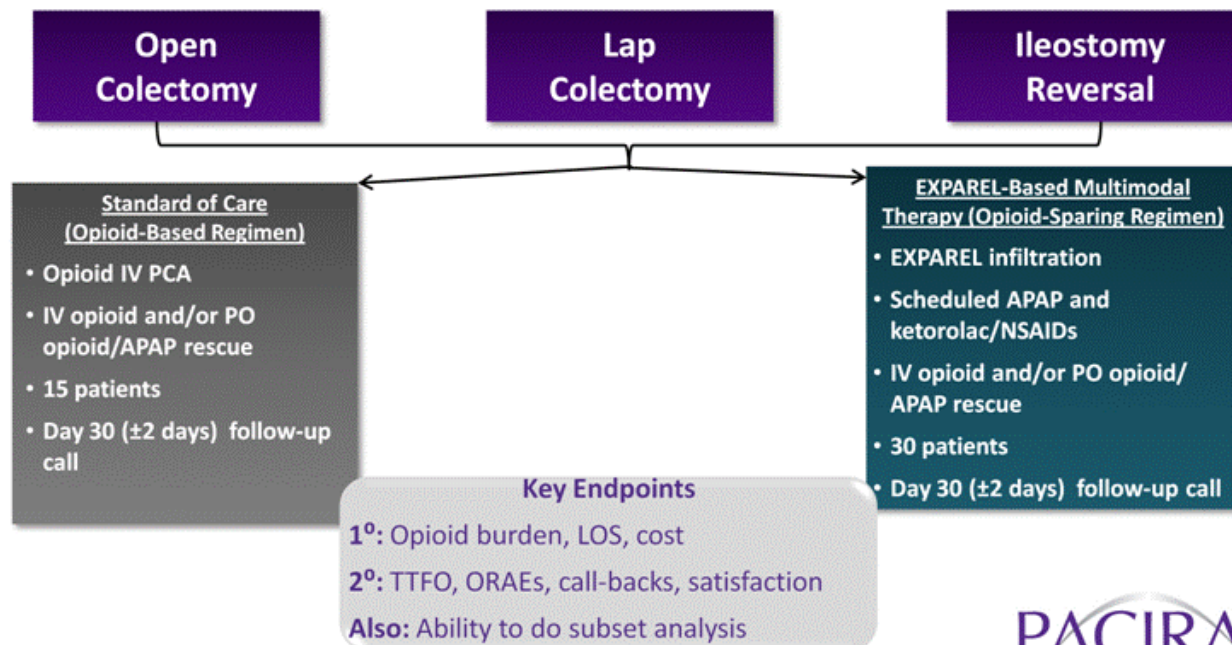 Open
Colectomy
Lap
Colectomy
Ileostomy
Reversal
Standard of Care
(Opioid-Based Regimen)
• Opioid IV PCA
• IV opioid and/or PO
opioid/APAP rescue
• 15 patients
• Day 30 (±2 days) follow-up
call
EXPAREL-Based Multimodal
Therapy (Opioid-Sparing Regimen)
• EXPAREL infiltration
• Scheduled APAP and
ketorolac/NSAIDs
• IV opioid and/or PO opioid/
APAP rescue
• 30 patients
• Day 30 (±2 days) follow-up call
Key Endpoints
1⁰: Opioid burden, LOS, cost
2⁰: TTFO, ORAEs, call-backs, satisfaction
Also: Ability to do subset analysis
PACIRA